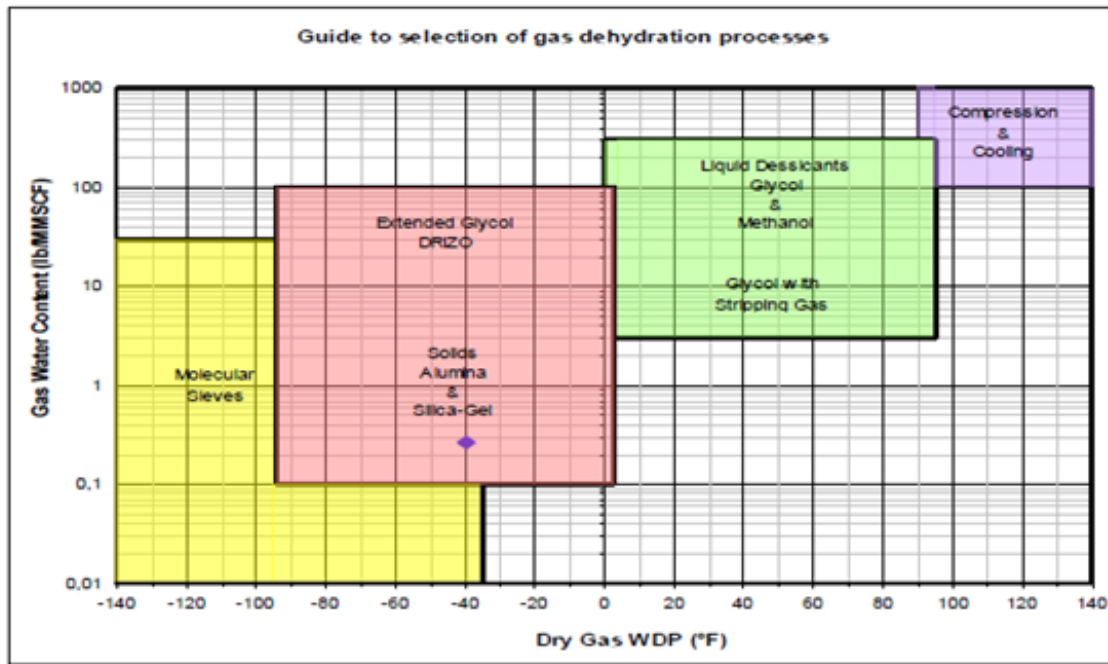 Guide to selection of gas dehydration processes
Gas Water Content (lb/MMSCF)
1000
100
10
1
0.1
0,01
Compression
&
Cooling
Liquid Dessicants
Glycol
&
Methanol
Glycol with
Stripping Gas
Extended Glycol
DRIZO
Solids
Alumina
&
Silica-Gel
Molecular
Sieves
-140 -120 -100 -80 -60 -40 -20 0 20 40 60 80 100 120 140
Dry Gas WDP (°F)